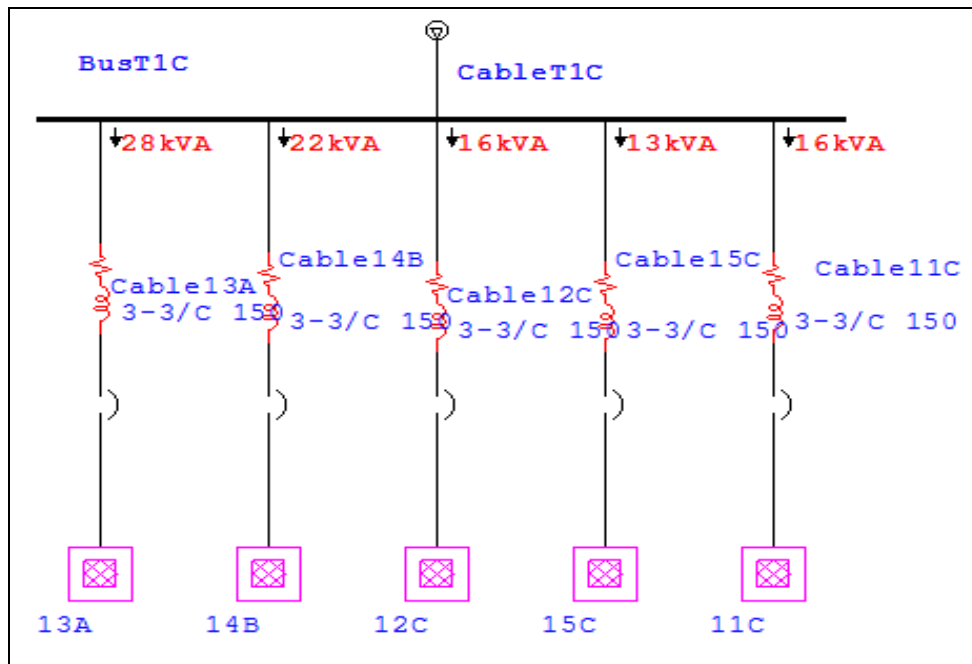 BusT1C
CableT1C
28kVA 22kVA 16kVA 13kVA 16kVA
Cable14B Cable15C
Cable11C
Cable13A Cable12C
3-3/C 150 3-3/C 150 3-3/C 150 3-3/C 150 3-3/C 150
13A 14B 12C 15C 11C